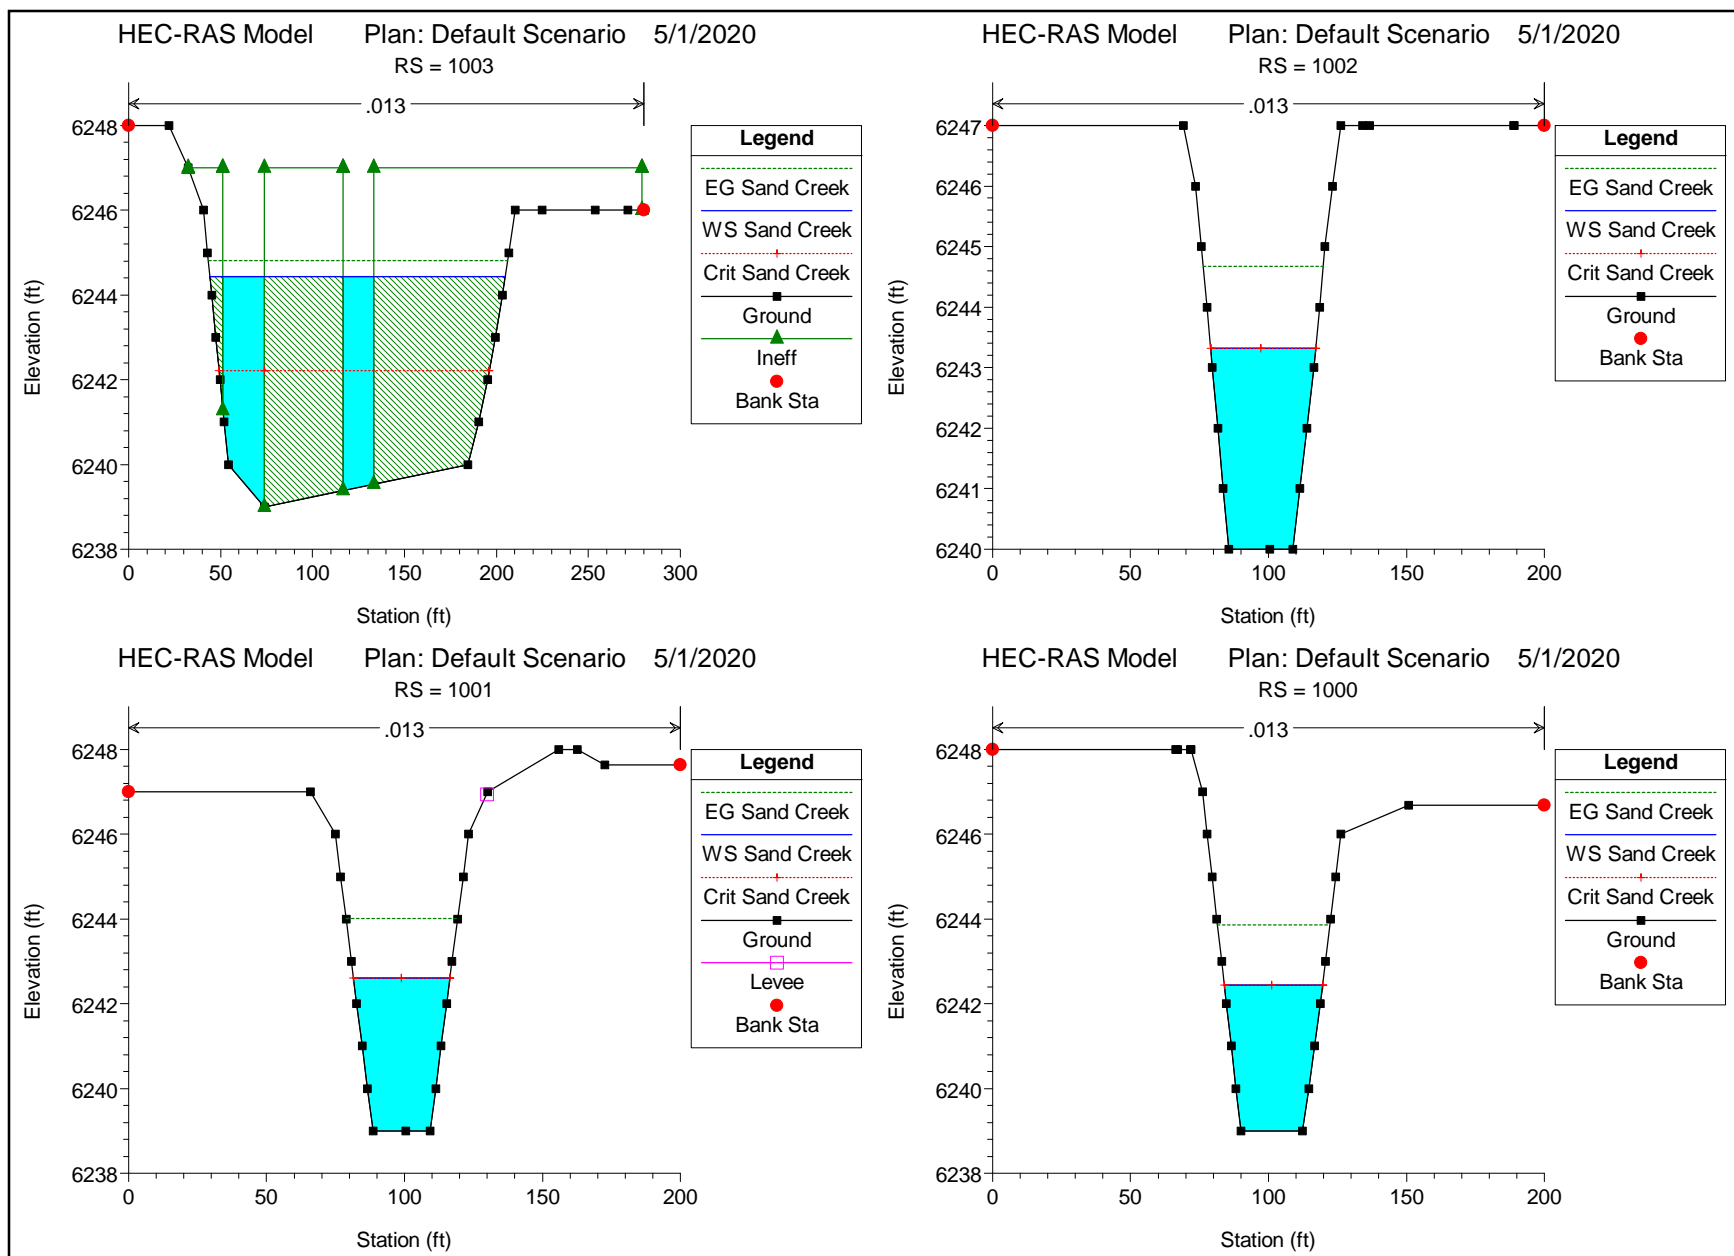 HEC-RAS Model Plan: Default Scenario 5/1/2020
RS = 1003
.013
6248
6246
6244
6242
6240
6238
0 50 100 150 200 250 300
Elevation (ft)
Station (ft)
Legend
EG Sand Creek
WS Sand Creek
Crit Sand Creek
Ground
Ineff
Bank Sta
HEC-RAS Model Plan: Default Scenario 5/1/2020
RS = 1002
.013
6247
6246
6245
6244
6243
6242
6241
6240
0 50 100 150 200
Elevation (ft)
Station (ft)
Legend
EG Sand Creek
WS Sand Creek
Crit Sand Creek
Ground
Bank Sta
HEC-RAS Model Plan: Default Scenario 5/1/2020
RS = 1001
.013
6248
6246
6244
6242
6240
6238
0 50 100 150 200
Elevation (ft)
Station (ft)
Legend
EG Sand Creek
WS Sand Creek
Crit Sand Creek
Ground
Levee
Bank Sta
HEC-RAS Model Plan: Default Scenario 5/1/2020
RS = 1000
.013
6248
6246
6244
6242
6240
6238
0 50 100 150 200
Elevation (ft)
Station (ft)
Legend
EG Sand Creek
WS Sand Creek
Crit Sand Creek
Ground
Bank Sta